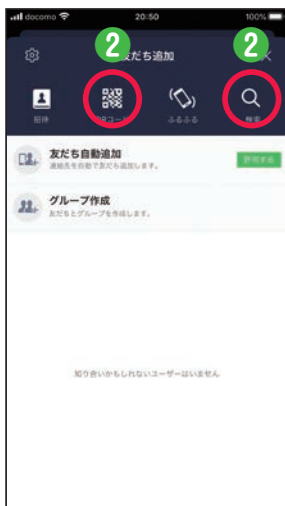 docomo 20:50 100%
2 2
友だち追加
招待 QRコード ふるふる 検索
友だち自動追加
連絡先を自動で友だち追加します。
許可する
グループ作成
友だちとグループを作成します。
知り合いかもしれないユーザーはいません